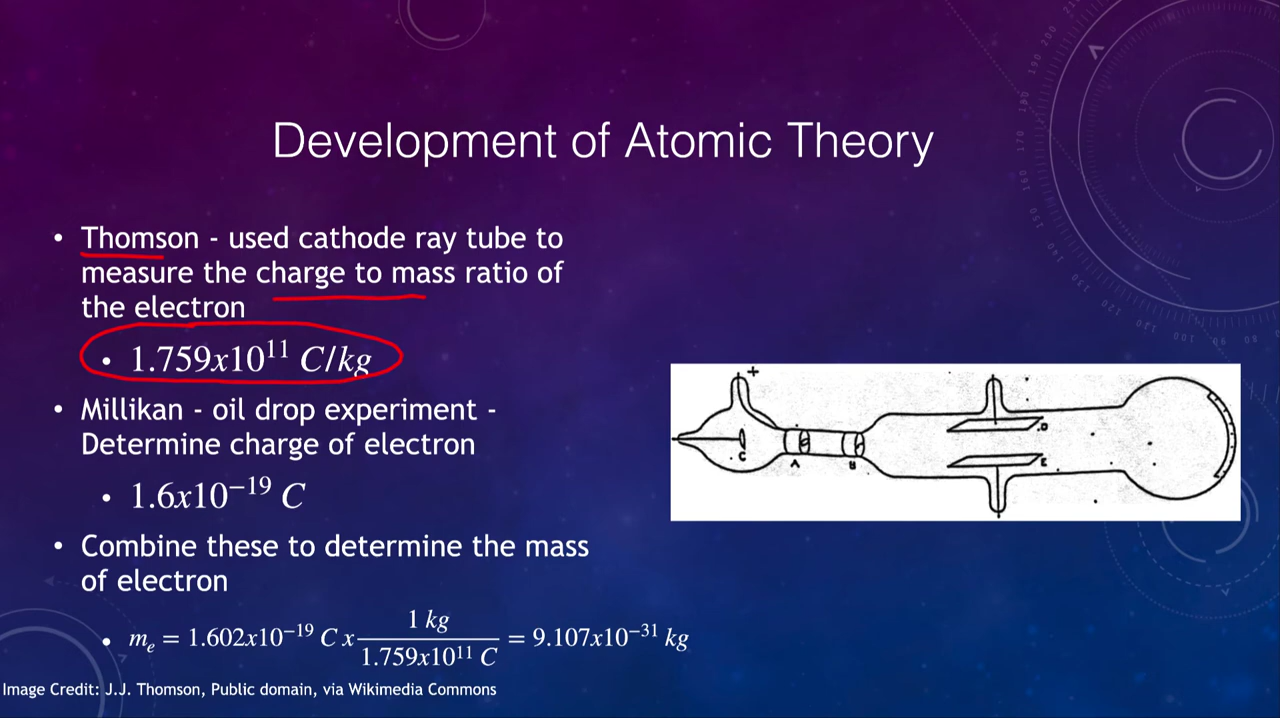 Development of Atomic Theory
• Thomson - used cathode ray tube to
measure the charge to mass ratio of
the electron
• 1.759x10¹¹ C/kg
• Millikan - oil drop experiment -
Determine charge of electron
• 1.6x10⁻¹⁹ C
• Combine these to determine the mass
of electron
• mₑ = 1.602x10⁻¹⁹ C x 1 kg / 1.759x10¹¹ C = 9.107x10⁻³¹ kg
+
C
A
B
D
E
Image Credit: J.J. Thomson, Public domain, via Wikimedia Commons